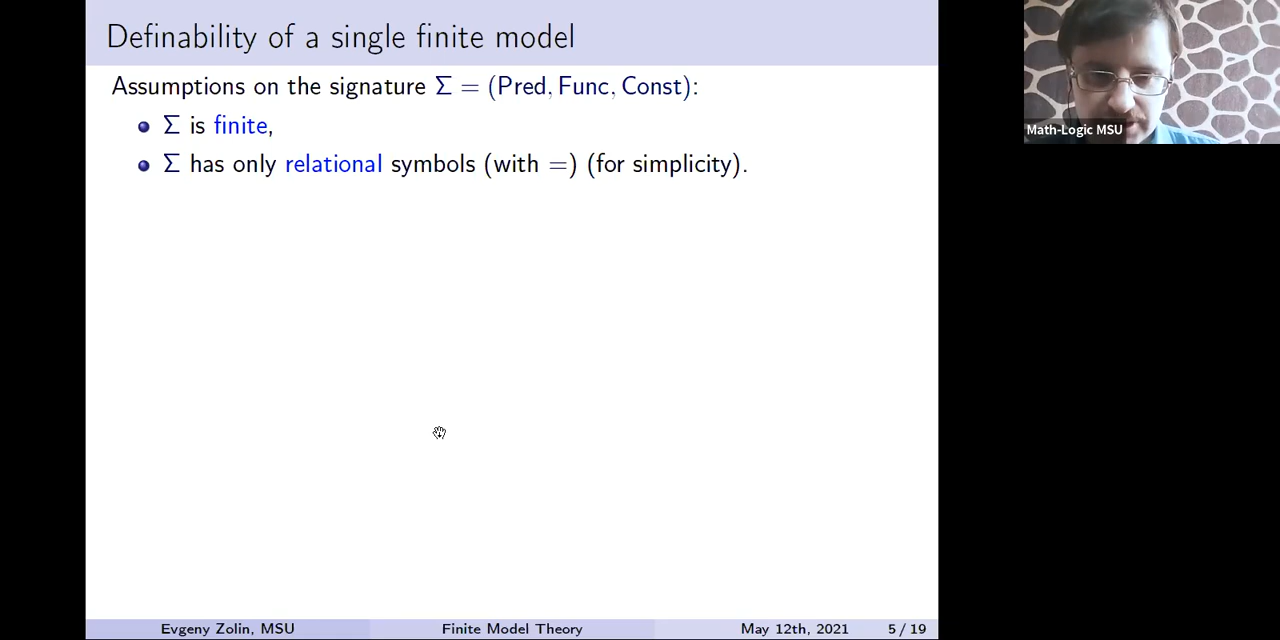 Definability of a single finite model
Assumptions on the signature Σ = (Pred, Func, Const):
Σ is finite,
Σ has only relational symbols (with =) (for simplicity).
Math-Logic MSU
Evgeny Zolin, MSU
Finite Model Theory
May 12th, 2021
5 / 19